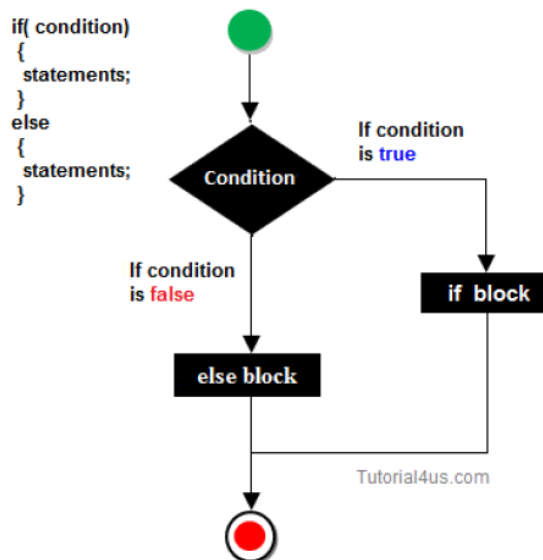 if( condition)
{
statements;
}
else
{
statements;
}
Condition
If condition
is true
If condition
is false
if block
else block
Tutorial4us.com